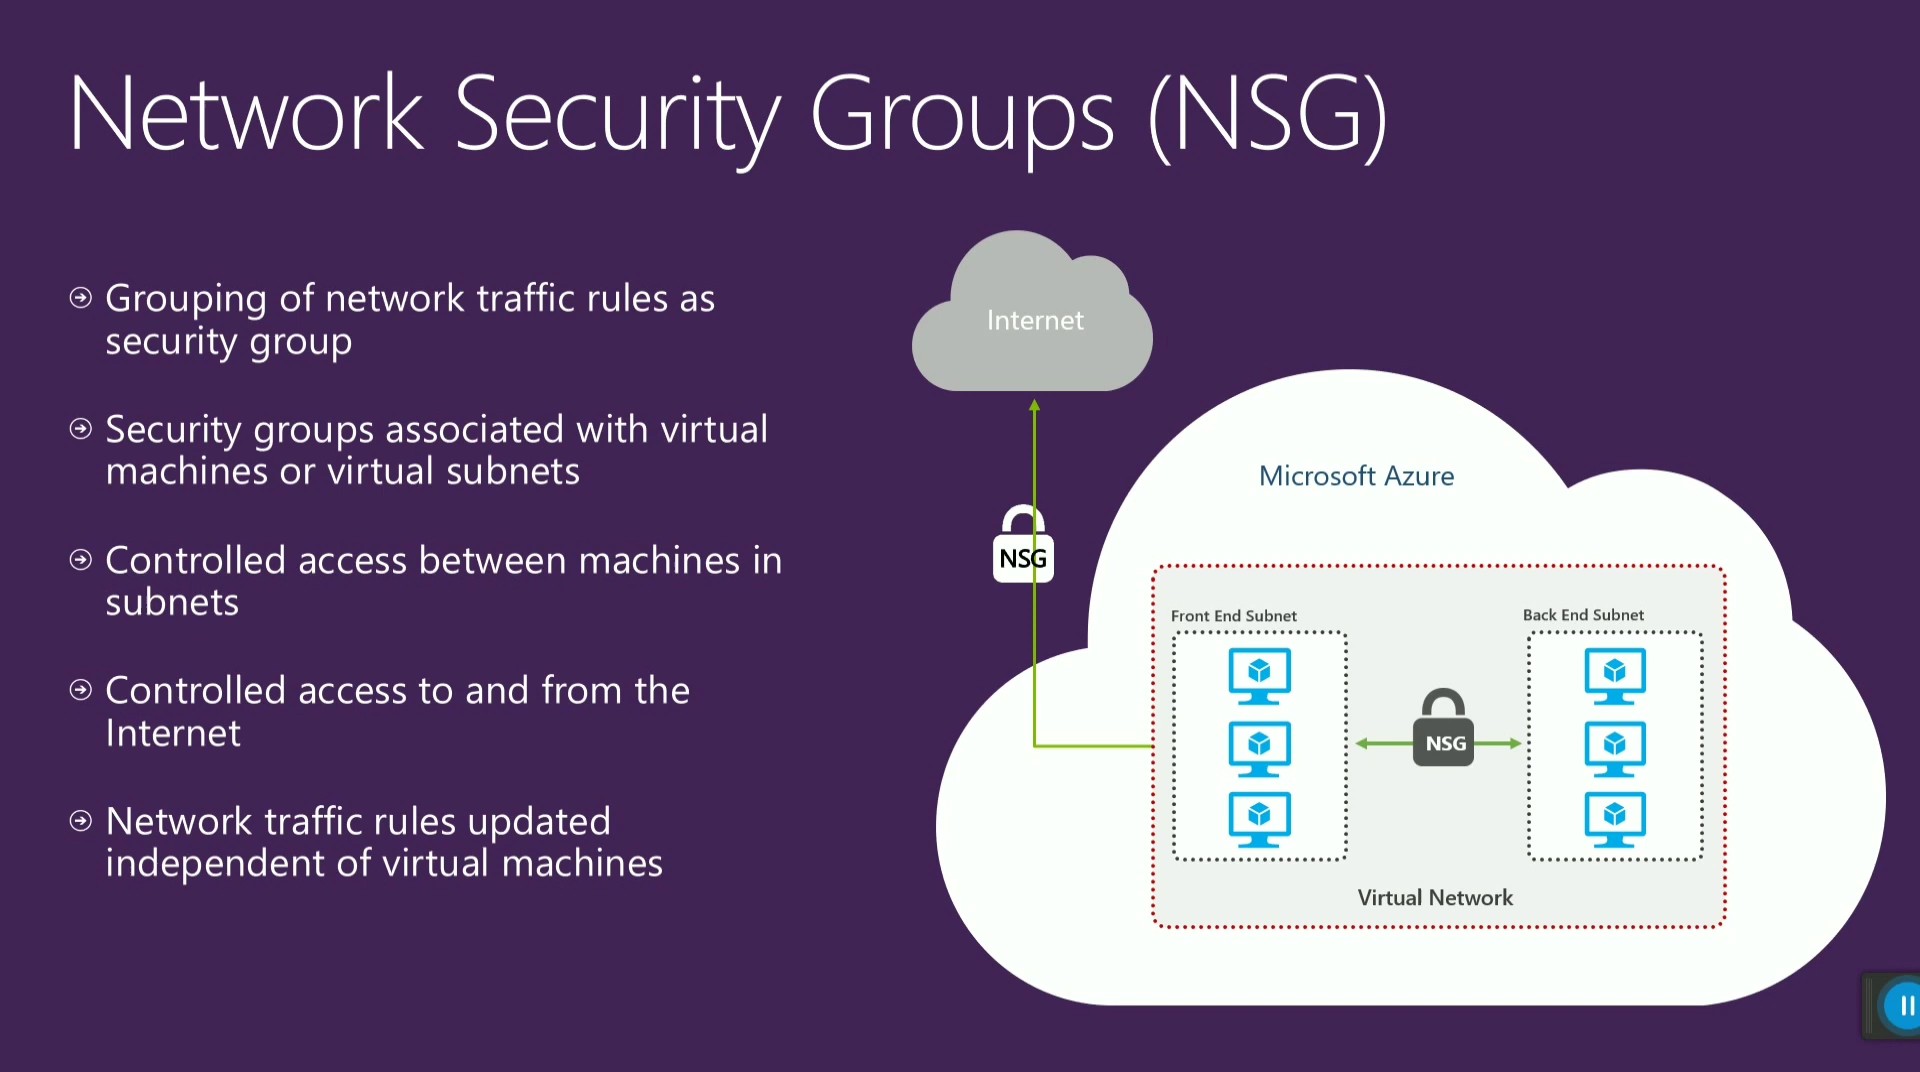 Network Security Groups (NSG)
Grouping of network traffic rules as
security group
Security groups associated with virtual
machines or virtual subnets
Controlled access between machines in
subnets
Controlled access to and from the
Internet
Network traffic rules updated
independent of virtual machines
Internet
Microsoft Azure
NSG
Front End Subnet
Back End Subnet
NSG
Virtual Network